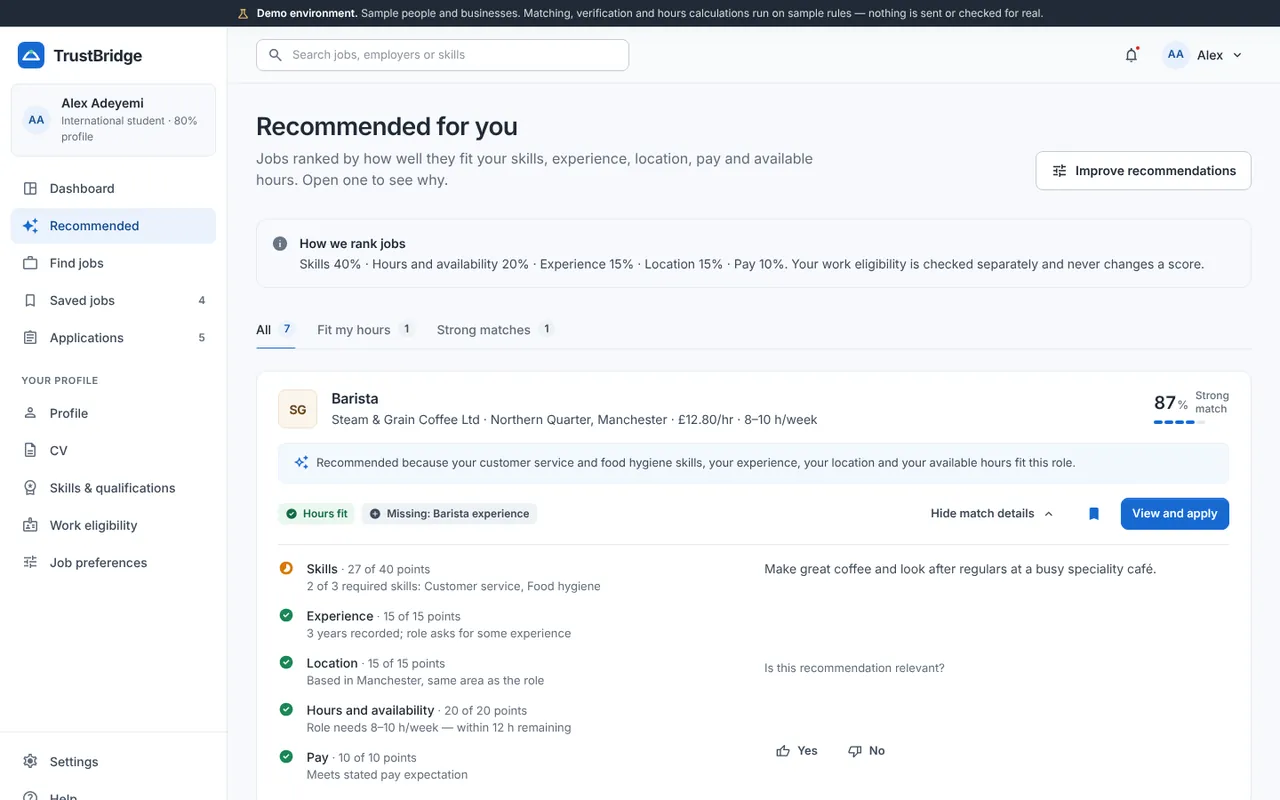 Demo environment. Sample people and businesses. Matching, verification and hours calculations run on sample rules — nothing is sent or checked for real.
TrustBridge
Search jobs, employers or skills
AA
Alex
AA
Alex Adeyemi
International student · 80%
profile
Dashboard
Recommended
Find jobs
Saved jobs 4
Applications 5
YOUR PROFILE
Profile
CV
Skills & qualifications
Work eligibility
Job preferences
Settings
Help
Recommended for you
Jobs ranked by how well they fit your skills, experience, location, pay and available
hours. Open one to see why.
Improve recommendations
How we rank jobs
Skills 40% · Hours and availability 20% · Experience 15% · Location 15% · Pay 10%. Your work eligibility is checked separately and never changes a score.
All 7 Fit my hours 1 Strong matches 1
SG
Barista
Steam & Grain Coffee Ltd · Northern Quarter, Manchester · £12.80/hr · 8–10 h/week
87%
Strong
match
Recommended because your customer service and food hygiene skills, your experience, your location and your available hours fit this role.
Hours fit
Missing: Barista experience
Hide match details
View and apply
Skills · 27 of 40 points
2 of 3 required skills: Customer service, Food hygiene
Experience · 15 of 15 points
3 years recorded; role asks for some experience
Location · 15 of 15 points
Based in Manchester, same area as the role
Hours and availability · 20 of 20 points
Role needs 8–10 h/week — within 12 h remaining
Pay · 10 of 10 points
Meets stated pay expectation
Make great coffee and look after regulars at a busy speciality café.
Is this recommendation relevant?
Yes
No